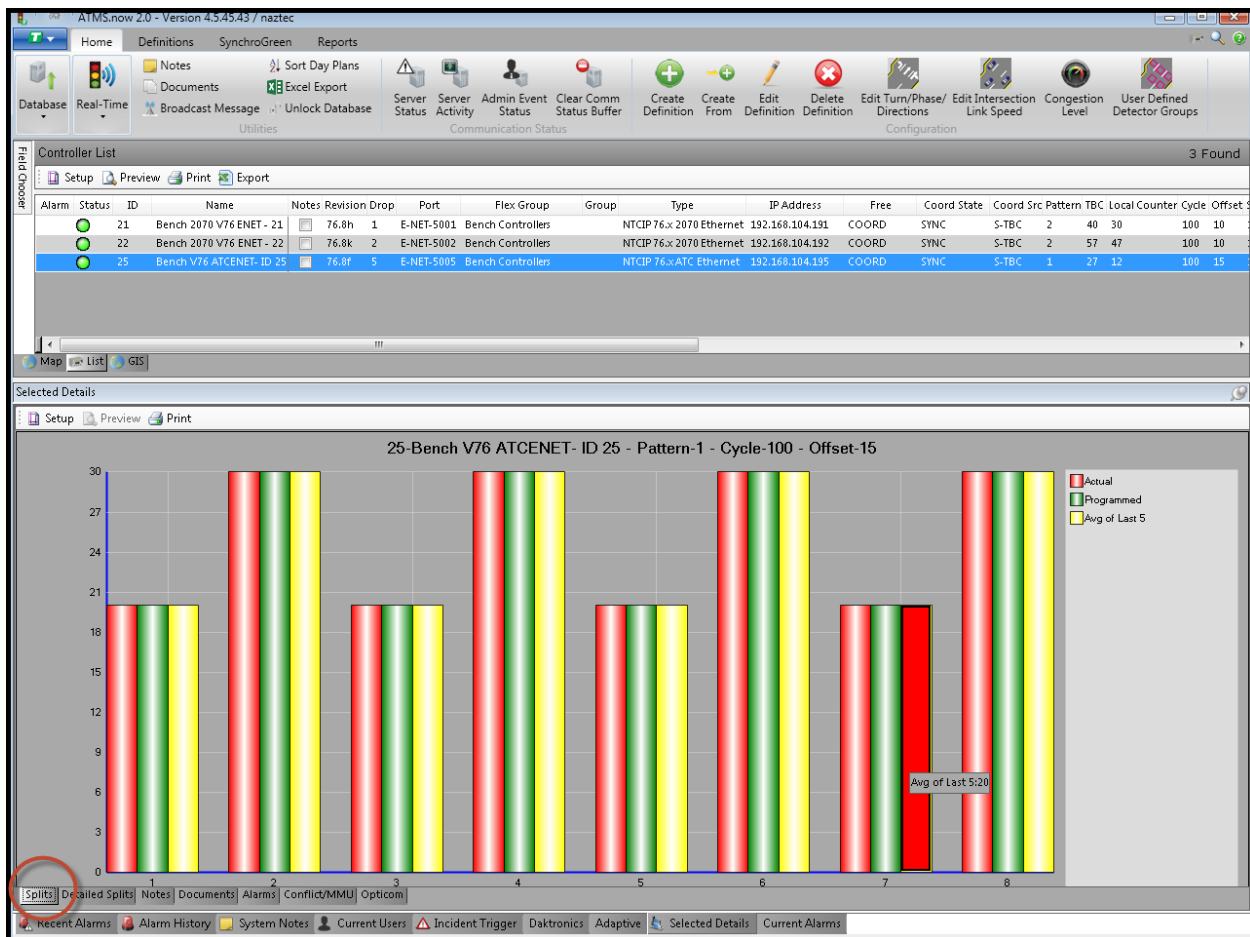 ATMS.now 2.0 - Version 4.5.45.43 / naztec
Home Definitions SynchroGreen Reports
Database
Real-Time
Notes
Documents
Broadcast Message
Sort Day Plans
Excel Export
Unlock Database
Utilities
Server Status
Server Activity
Admin Event Status
Clear Comm Status Buffer
Communication Status
Create Definition
Create From
Edit Definition
Delete Definition
Edit Turn/Phase/ Directions
Edit Intersection Link Speed
Congestion Level
User Defined Detector Groups
Configuration
Field Chooser
Controller List 3 Found
Setup Preview Print Export
Alarm Status ID Name Notes Revision Drop Port Flex Group Group Type IP Address Free Coord State Coord Src Pattern TBC Local Counter Cycle Offset S
21 Bench 2070 V76 ENET - 21 76.8h 1 E-NET-5001 Bench Controllers NTCIP 76.x 2070 Ethernet 192.168.104.191 COORD SYNC S-TBC 2 40 30 100 10
22 Bench 2070 V76 ENET - 22 76.8k 2 E-NET-5002 Bench Controllers NTCIP 76.x 2070 Ethernet 192.168.104.192 COORD SYNC S-TBC 2 57 47 100 10
25 Bench V76 ATCENET- ID 25 76.8f 5 E-NET-5005 Bench Controllers NTCIP 76.x ATC Ethernet 192.168.104.195 COORD SYNC S-TBC 1 27 12 100 15
Map List GIS
Selected Details
Setup Preview Print
25-Bench V76 ATCENET- ID 25 - Pattern-1 - Cycle-100 - Offset-15
30
27
24
21
18
15
12
9
6
3
0
Actual
Programmed
Avg of Last 5
Avg of Last 5:20
1 2 3 4 5 6 7 8
Splits Detailed Splits Notes Documents Alarms Conflict/MMU Opticom
Recent Alarms Alarm History System Notes Current Users Incident Trigger Daktronics Adaptive Selected Details Current Alarms